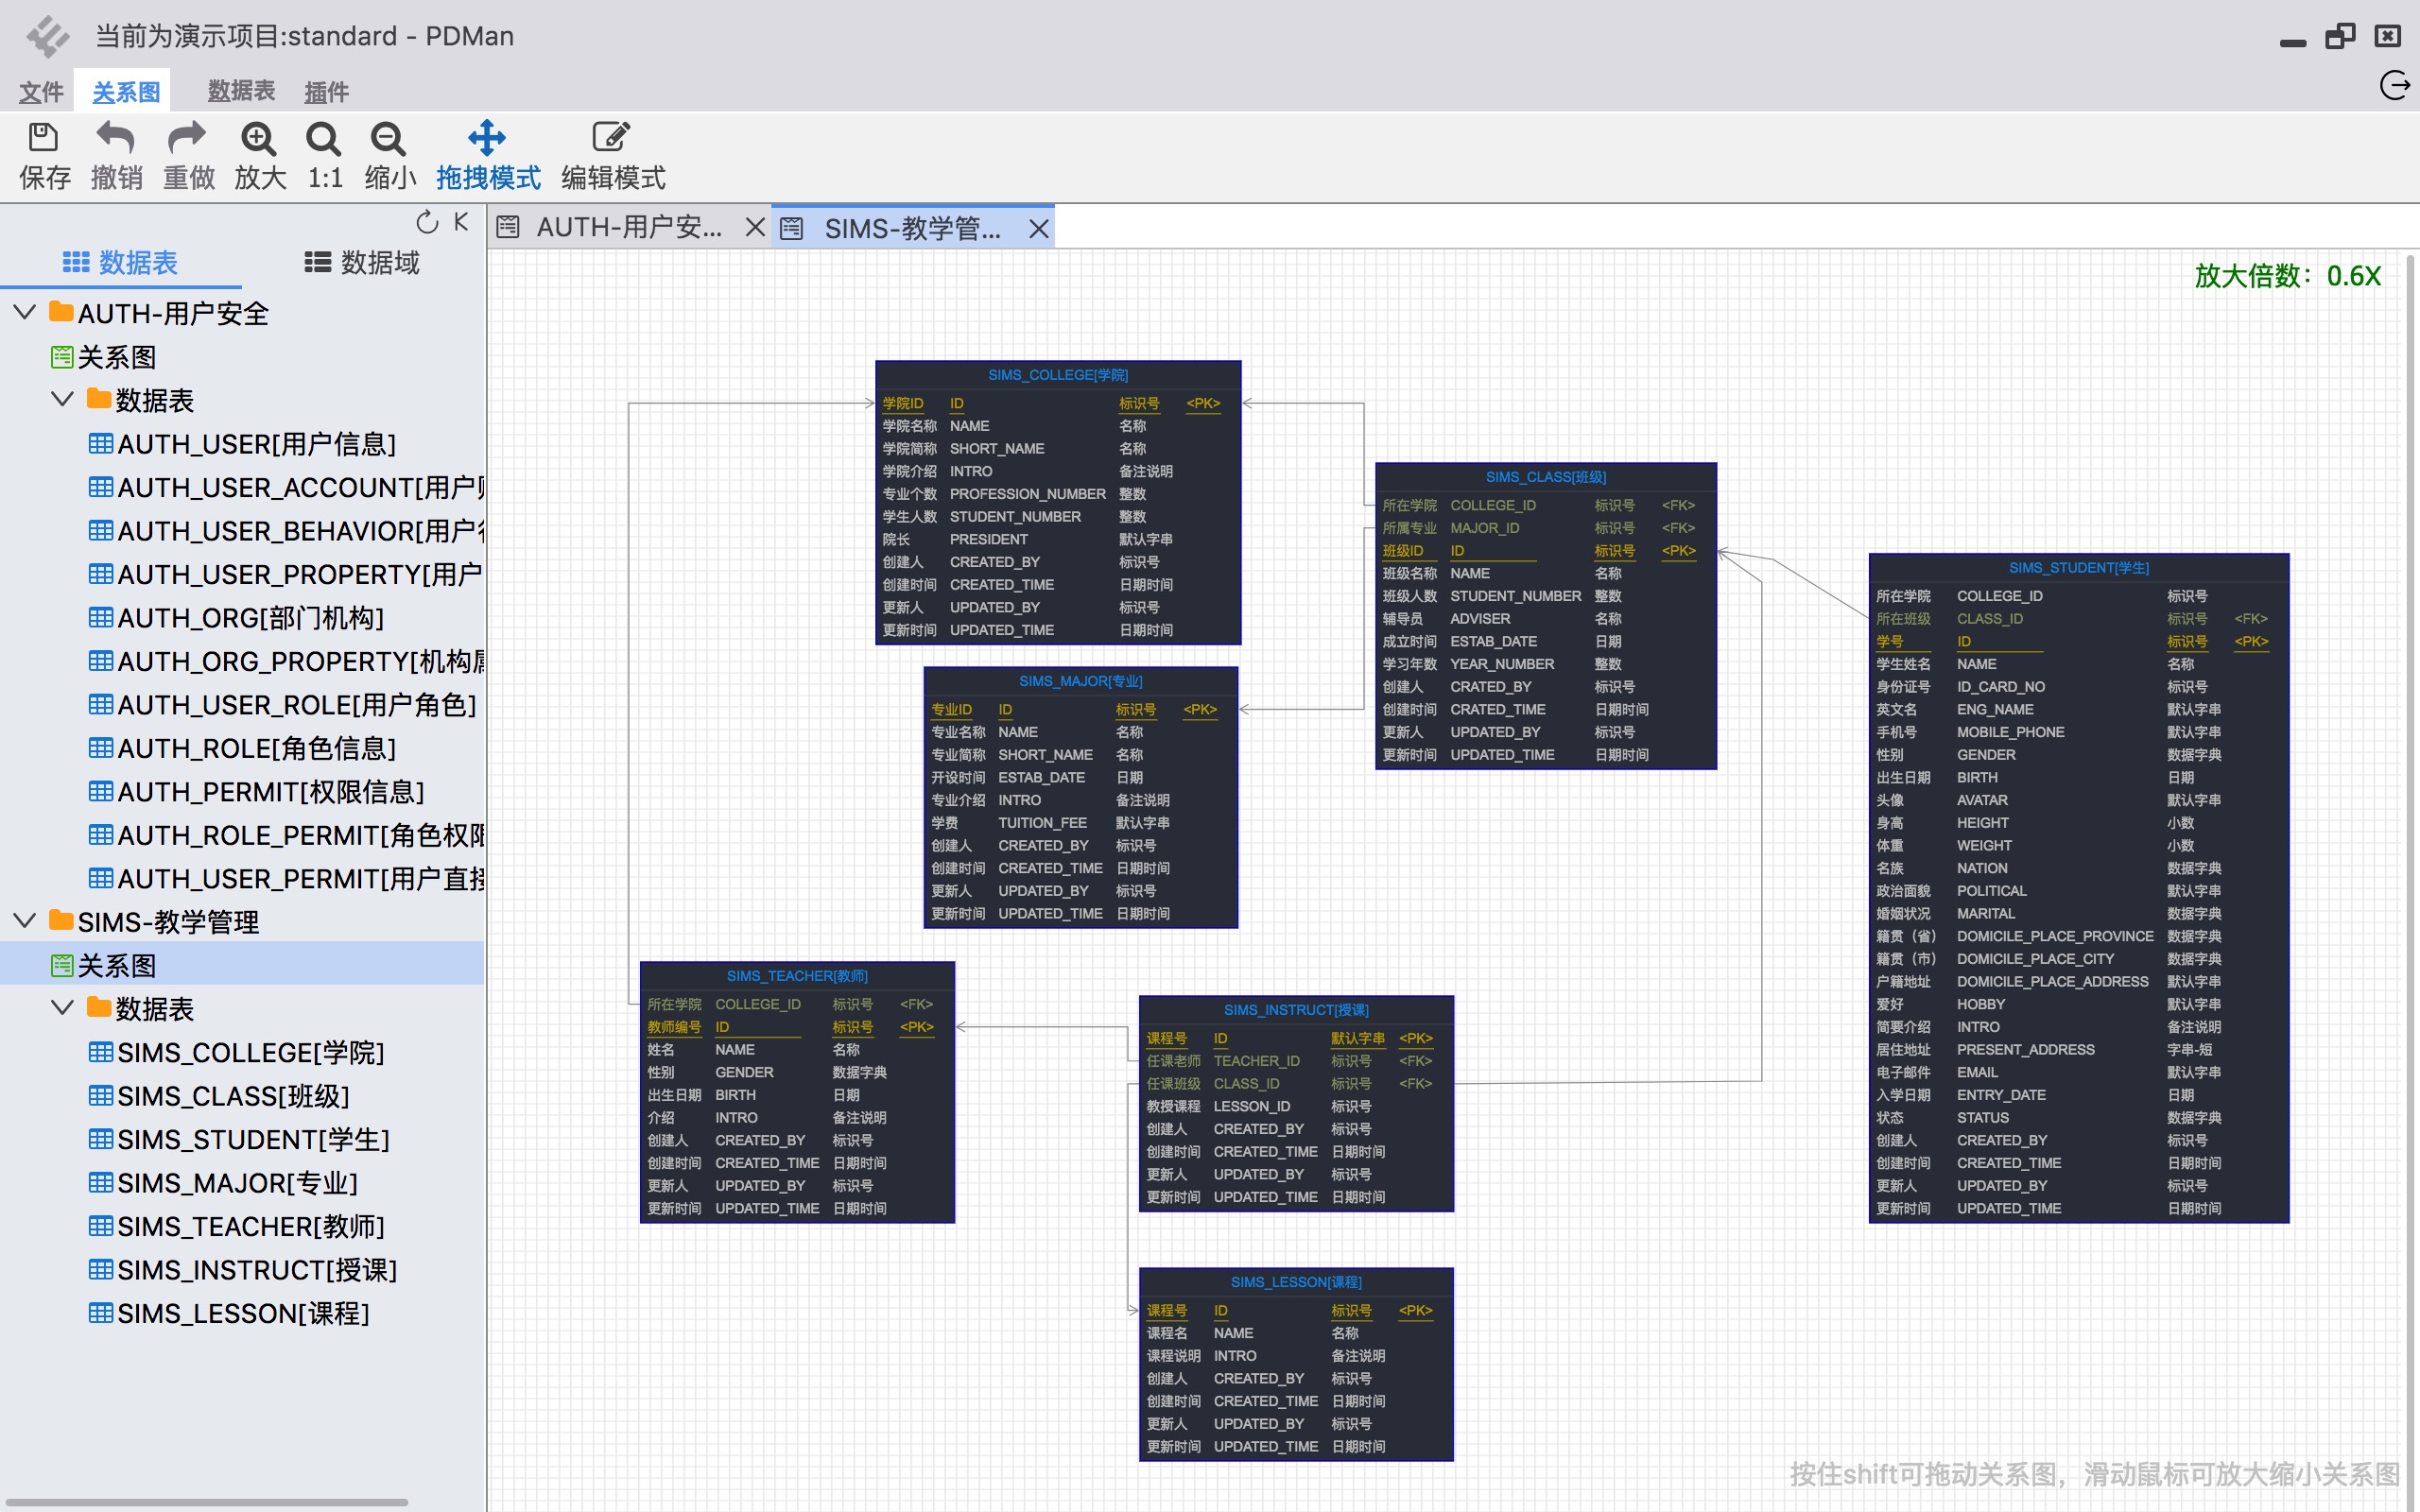 当前为演示项目:standard - PDMan
文件 关系图 数据表 插件
保存 撤销 重做 放大 1:1 缩小 拖拽模式 编辑模式
数据表 数据域
AUTH-用户安全
关系图
数据表
AUTH_USER[用户信息]
AUTH_USER_ACCOUNT[用户
AUTH_USER_BEHAVIOR[用户
AUTH_USER_PROPERTY[用户
AUTH_ORG[部门机构]
AUTH_ORG_PROPERTY[机构
AUTH_USER_ROLE[用户角色]
AUTH_ROLE[角色信息]
AUTH_PERMIT[权限信息]
AUTH_ROLE_PERMIT[角色权限
AUTH_USER_PERMIT[用户直接
SIMS-教学管理
关系图
数据表
SIMS_COLLEGE[学院]
SIMS_CLASS[班级]
SIMS_STUDENT[学生]
SIMS_MAJOR[专业]
SIMS_TEACHER[教师]
SIMS_INSTRUCT[授课]
SIMS_LESSON[课程]
AUTH-用户安... SIMS-教学管...
放大倍数：0.6X
SIMS_COLLEGE[学院]
学院ID ID 标识号 <PK>
学院名称 NAME 名称
学院简称 SHORT_NAME 名称
学院介绍 INTRO 备注说明
专业个数 PROFESSION_NUMBER 整数
学生人数 STUDENT_NUMBER 整数
院长 PRESIDENT 默认字串
创建人 CREATED_BY 标识号
创建时间 CREATED_TIME 日期时间
更新人 UPDATED_BY 标识号
更新时间 UPDATED_TIME 日期时间
SIMS_CLASS[班级]
所在学院 COLLEGE_ID 标识号 <FK>
所属专业 MAJOR_ID 标识号 <FK>
班级ID ID 标识号 <PK>
班级名称 NAME 名称
班级人数 STUDENT_NUMBER 整数
辅导员 ADVISER 名称
成立时间 ESTAB_DATE 日期
学习年数 YEAR_NUMBER 整数
创建人 CRATED_BY 标识号
创建时间 CRATED_TIME 日期时间
更新人 UPDATED_BY 标识号
更新时间 UPDATED_TIME 日期时间
SIMS_STUDENT[学生]
所在学院 COLLEGE_ID 标识号
所在班级 CLASS_ID 标识号 <FK>
学号 ID 标识号 <PK>
学生姓名 NAME 名称
身份证号 ID_CARD_NO 标识号
英文名 ENG_NAME 默认字串
手机号 MOBILE_PHONE 默认字串
性别 GENDER 数据字典
出生日期 BIRTH 日期
头像 AVATAR 默认字串
身高 HEIGHT 小数
体重 WEIGHT 小数
名族 NATION 数据字典
政治面貌 POLITICAL 默认字串
婚姻状况 MARITAL 数据字典
籍贯（省） DOMICILE_PLACE_PROVINCE 数据字典
籍贯（市） DOMICILE_PLACE_CITY 数据字典
户籍地址 DOMICILE_PLACE_ADDRESS 默认字串
爱好 HOBBY 默认字串
简要介绍 INTRO 备注说明
居住地址 PRESENT_ADDRESS 字串-短
电子邮件 EMAIL 默认字串
入学日期 ENTRY_DATE 日期
状态 STATUS 数据字典
创建人 CREATED_BY 标识号
创建时间 CREATED_TIME 日期时间
更新人 UPDATED_BY 标识号
更新时间 UPDATED_TIME 日期时间
SIMS_MAJOR[专业]
专业ID ID 标识号 <PK>
专业名称 NAME 名称
专业简称 SHORT_NAME 名称
开设时间 ESTAB_DATE 日期
专业介绍 INTRO 备注说明
学费 TUITION_FEE 默认字串
创建人 CREATED_BY 标识号
创建时间 CREATED_TIME 日期时间
更新人 UPDATED_BY 标识号
更新时间 UPDATED_TIME 日期时间
SIMS_TEACHER[教师]
所在学院 COLLEGE_ID 标识号 <FK>
教师编号 ID 标识号 <PK>
姓名 NAME 名称
性别 GENDER 数据字典
出生日期 BIRTH 日期
介绍 INTRO 备注说明
创建人 CREATED_BY 标识号
创建时间 CREATED_TIME 日期时间
更新人 UPDATED_BY 标识号
更新时间 UPDATED_TIME 日期时间
SIMS_INSTRUCT[授课]
课程号 ID 默认字串 <PK>
任课老师 TEACHER_ID 标识号 <FK>
任课班级 CLASS_ID 标识号 <FK>
教授课程 LESSON_ID 标识号
创建人 CREATED_BY 标识号
创建时间 CREATED_TIME 日期时间
更新人 UPDATED_BY 标识号
更新时间 UPDATED_TIME 日期时间
SIMS_LESSON[课程]
课程号 ID 标识号 <PK>
课程名 NAME 名称
课程说明 INTRO 备注说明
创建人 CREATED_BY 标识号
创建时间 CREATED_TIME 日期时间
更新人 UPDATED_BY 标识号
更新时间 UPDATED_TIME 日期时间
按住shift可拖动关系图，滑动鼠标可放大缩小关系图